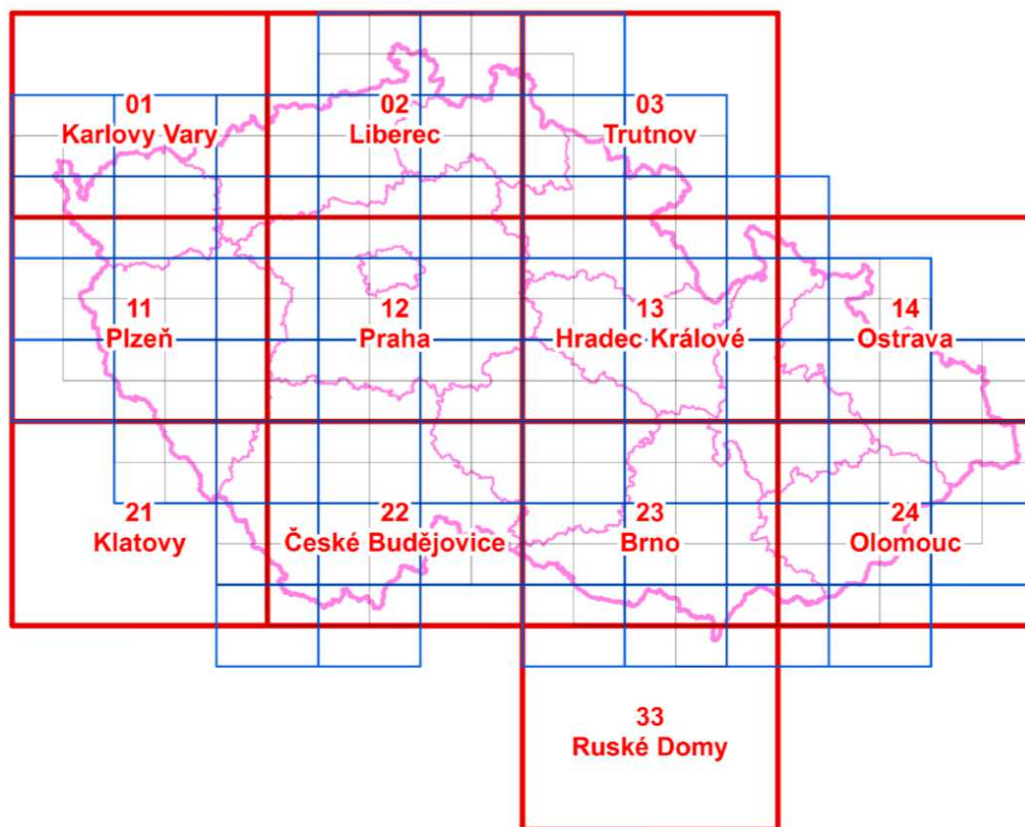 01
Karlovy Vary
02
Liberec
03
Trutnov
11
Plzeň
12
Praha
13
Hradec Králové
14
Ostrava
21
Klatovy
22
České Budějovice
23
Brno
24
Olomouc
33
Ruské Domy